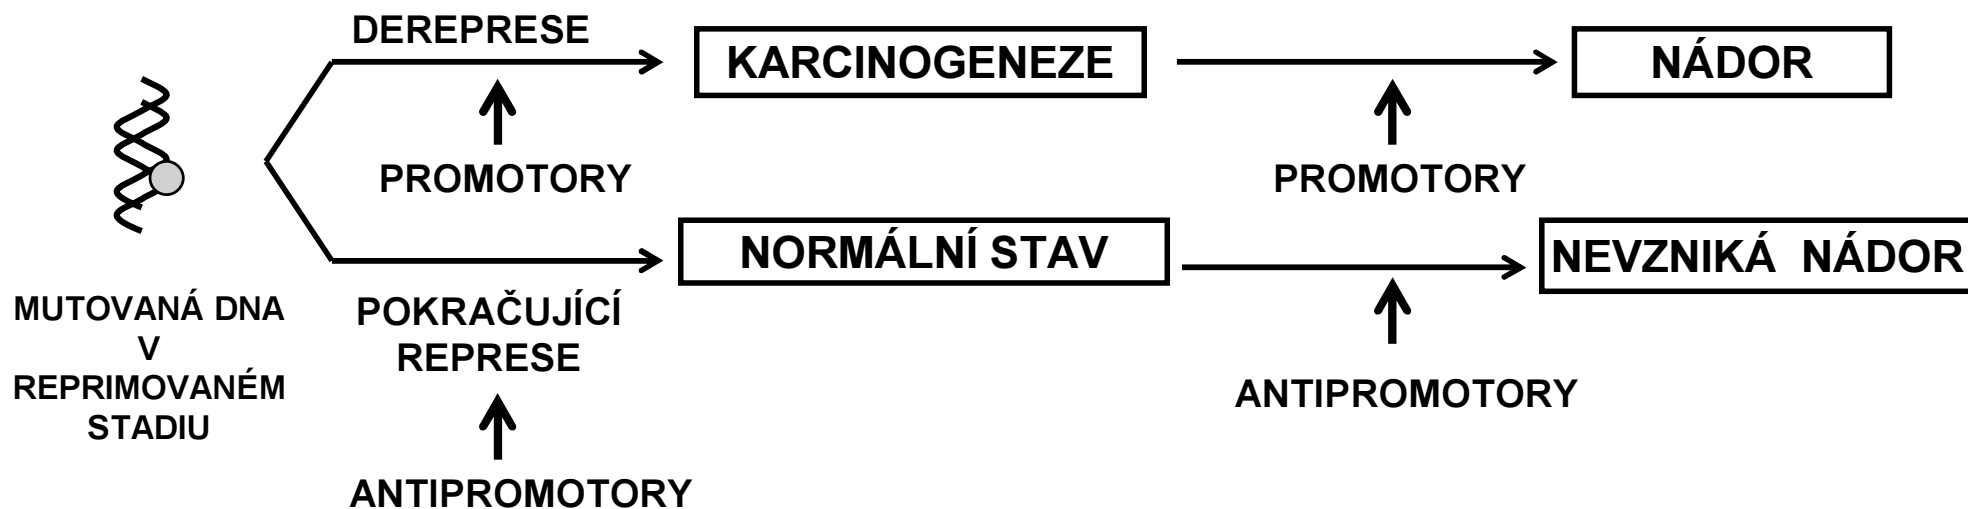 DEREPRESE
KARCINOGENEZE
NÁDOR
PROMOTORY
PROMOTORY
NORMÁLNÍ STAV
NEVZNIKÁ NÁDOR
MUTOVANÁ DNA
V
REPRIMOVANÉM
STADIU
POKRAČUJÍCÍ
REPRESE
ANTIPROMOTORY
ANTIPROMOTORY